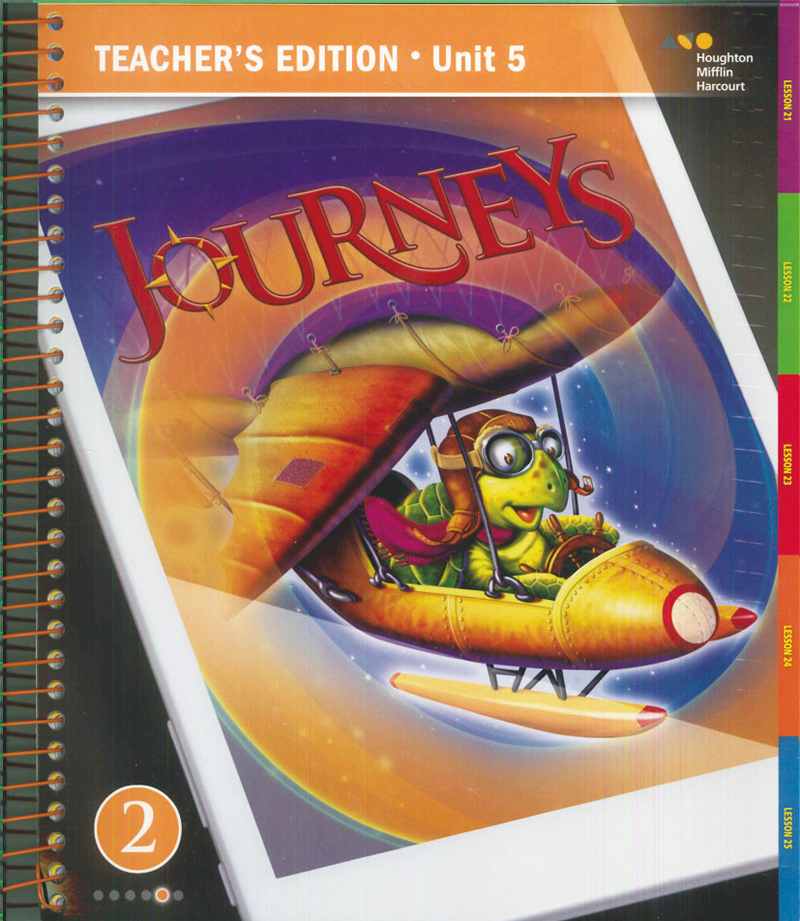 TEACHER'S EDITION • Unit 5
Houghton
Mifflin
Harcourt
JOURNEYS
2
LESSON 21
LESSON 22
LESSON 23
LESSON 24
LESSON 25